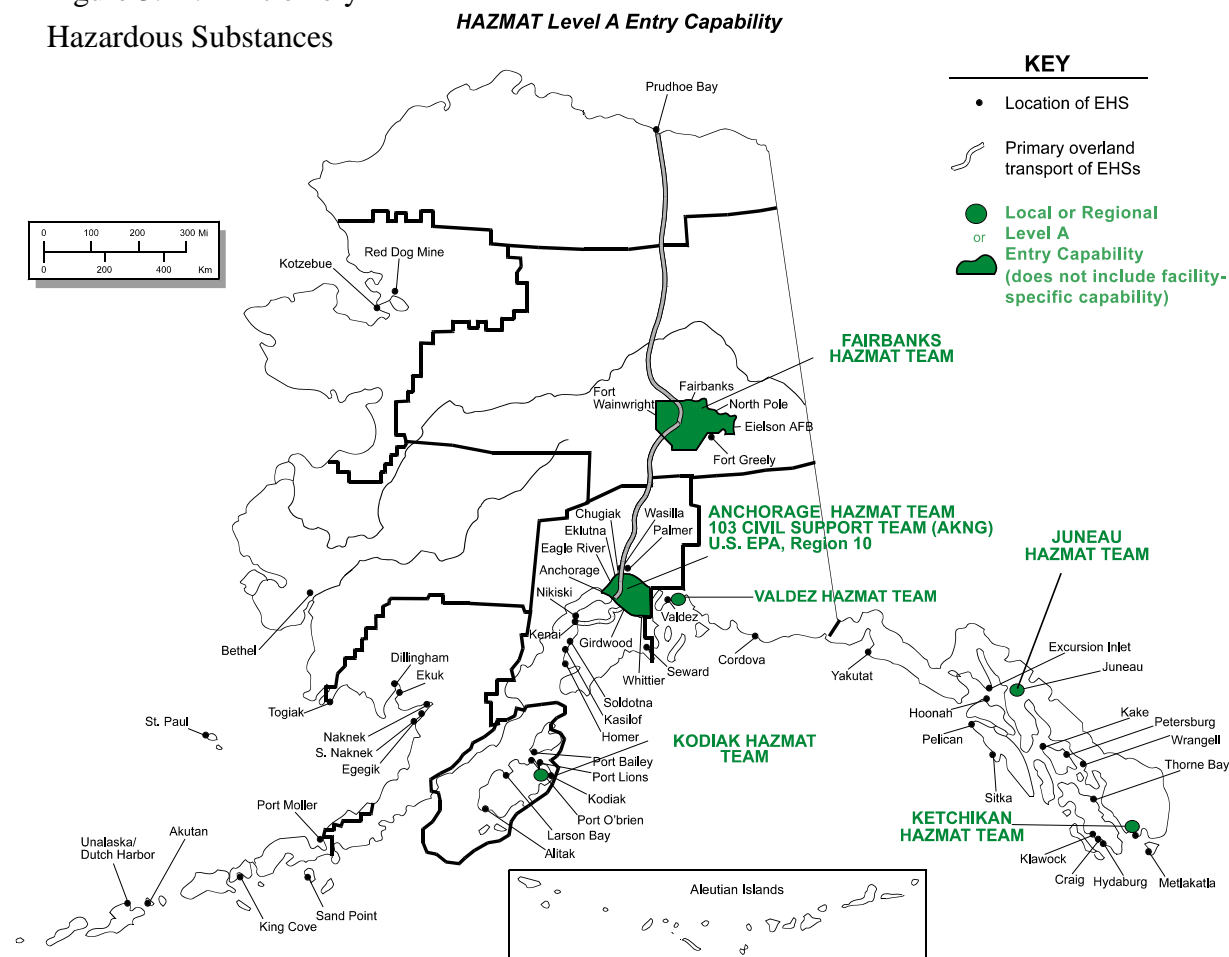 Hazardous Substances
HAZMAT Level A Entry Capability
KEY
Location of EHS
Primary overland
transport of EHSs
Local or Regional
Level A
or
Entry Capability
(does not include facility-
specific capability)
0 100 200 300 Mi
0 200 400 Km
Prudhoe Bay
Red Dog Mine
Kotzebue
FAIRBANKS
HAZMAT TEAM
Fairbanks
Fort
Wainwright
North Pole
Eielson AFB
Fort Greely
ANCHORAGE HAZMAT TEAM
103 CIVIL SUPPORT TEAM (AKNG)
U.S. EPA, Region 10
Chugiak
Wasilla
Eklutna
Palmer
Eagle River
Anchorage
Nikiski
Kenai
Girdwood
Whittier
Seward
Valdez
VALDEZ HAZMAT TEAM
Cordova
Yakutat
JUNEAU
HAZMAT TEAM
Excursion Inlet
Juneau
Hoonah
Pelican
Kake
Petersburg
Wrangell
Thorne Bay
Sitka
KETCHIKAN
HAZMAT TEAM
Klawock
Craig
Hydaburg
Metlakatla
Bethel
Dillingham
Ekuk
Togiak
Naknek
S. Naknek
Egegik
St. Paul
Soldotna
Kasilof
Homer
KODIAK HAZMAT
TEAM
Port Bailey
Port Lions
Kodiak
Port O'brien
Larson Bay
Alitak
Port Moller
Akutan
Unalaska/
Dutch Harbor
King Cove
Sand Point
Aleutian Islands